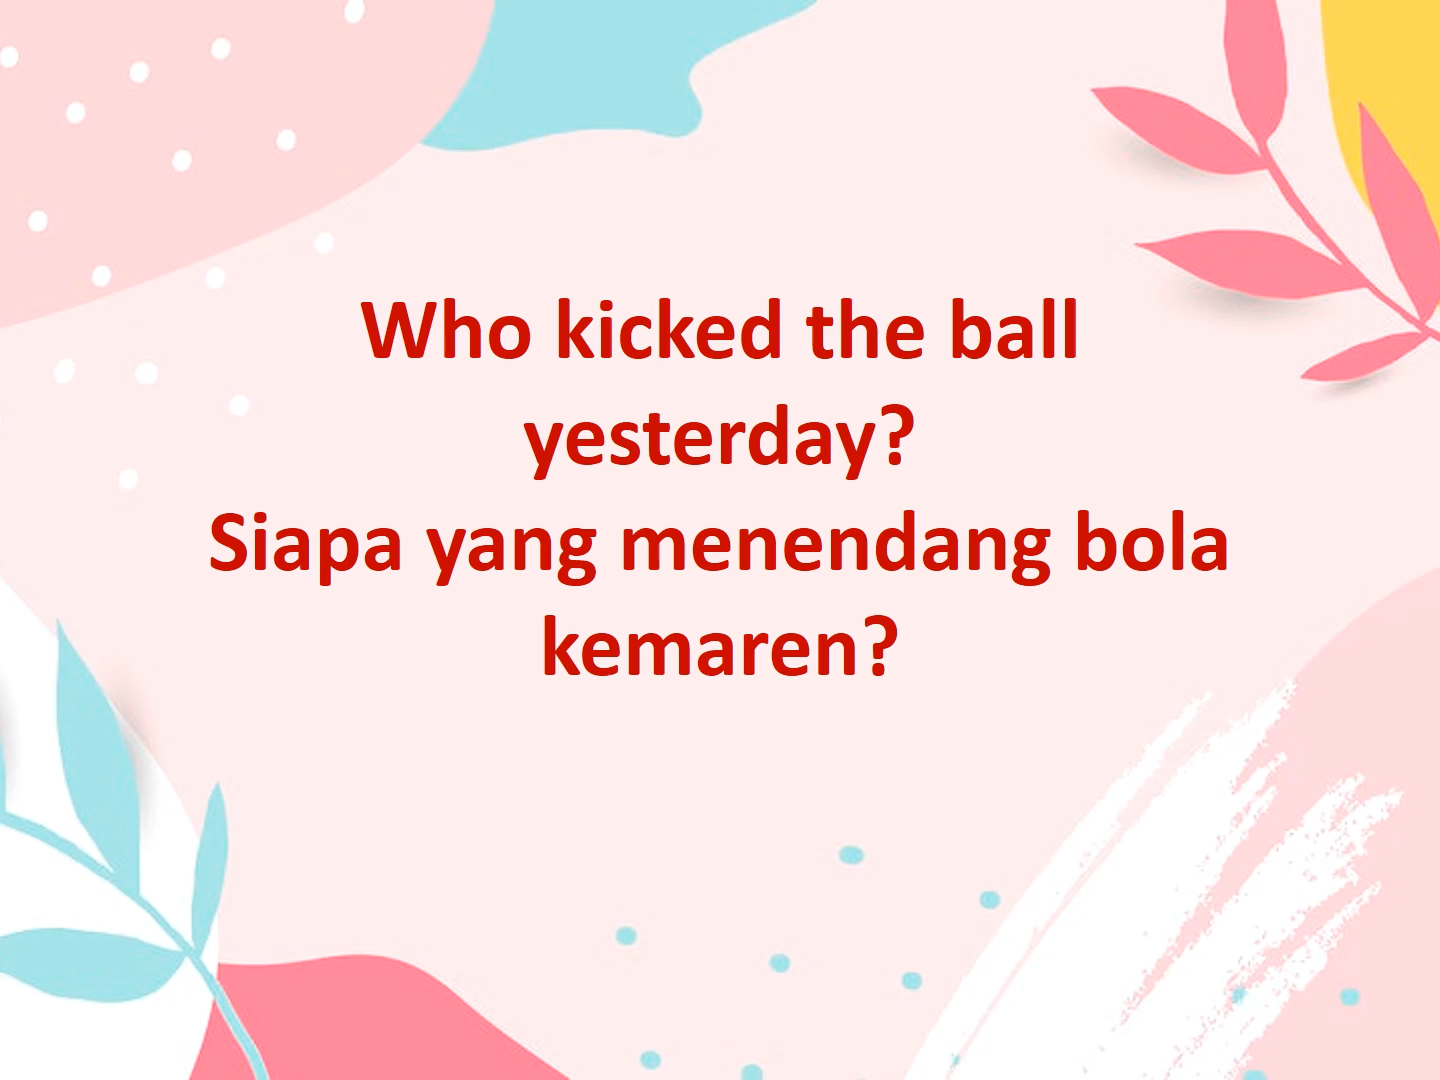 Who kicked the ball
yesterday?
Siapa yang menendang bola
kemaren?